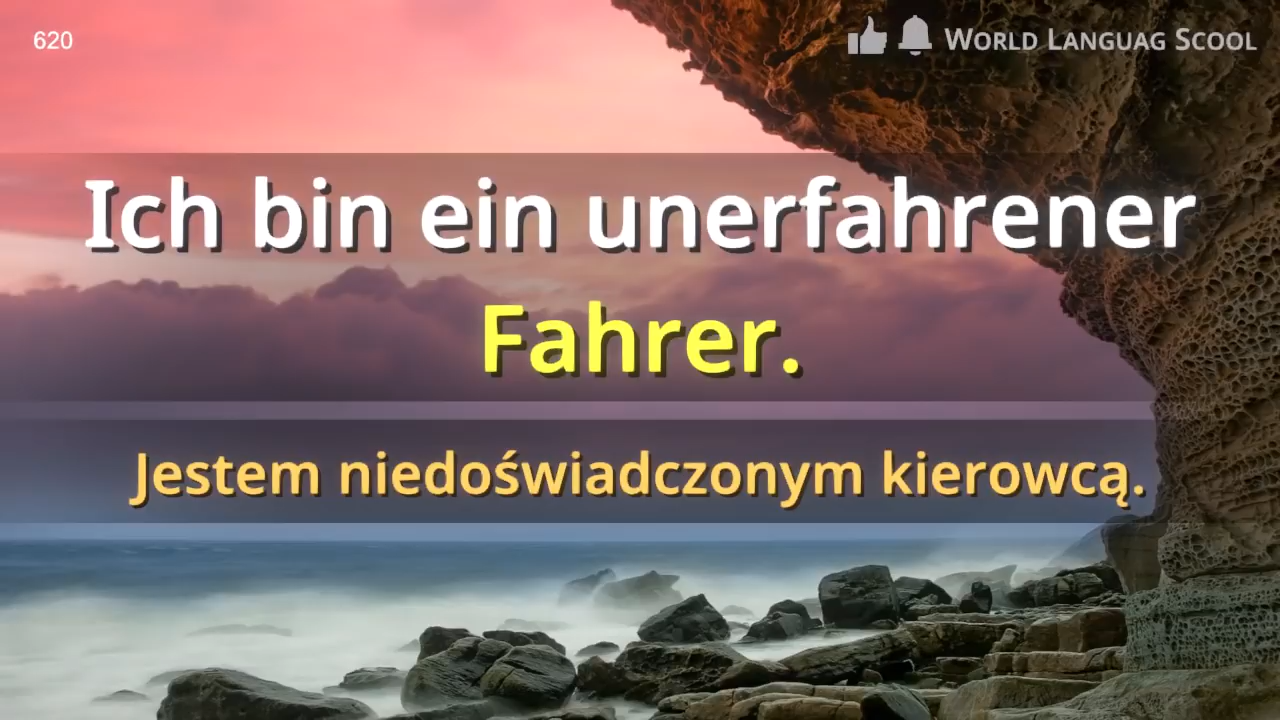 620
World Languag Scool
Ich bin ein unerfahrener
Fahrer.
Jestem niedoświadczonym kierowcą.